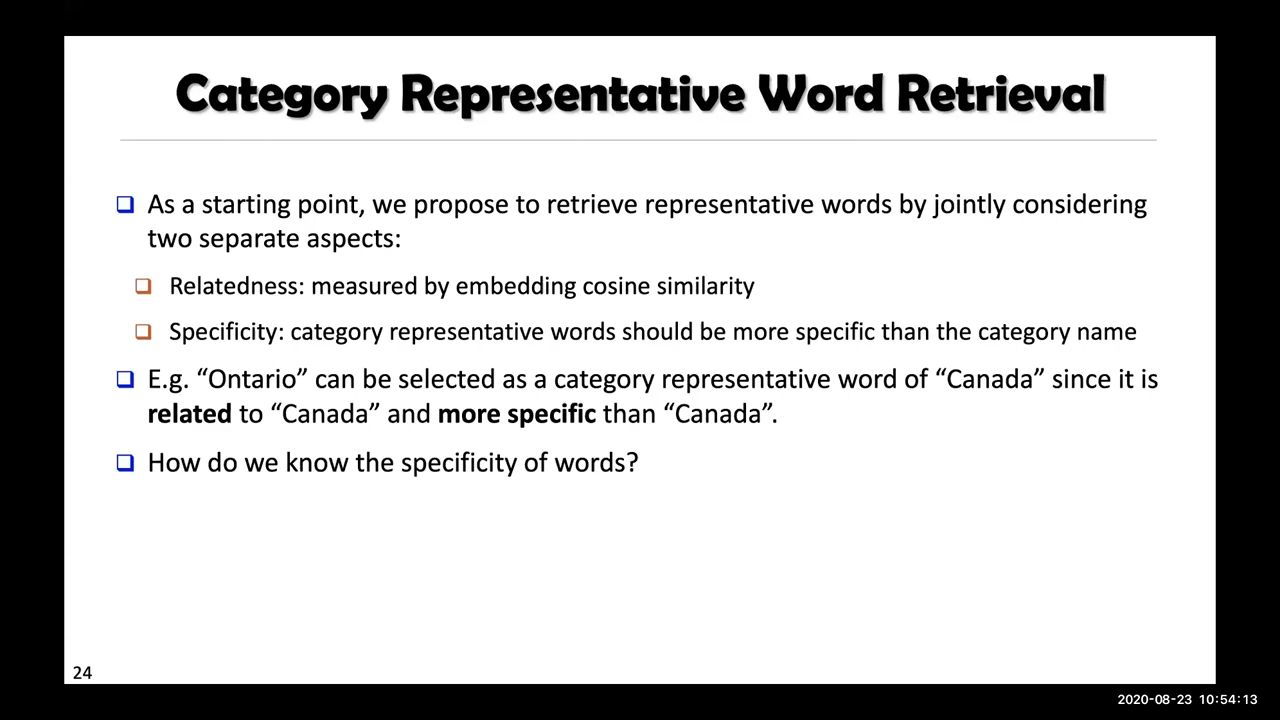 Category Representative Word Retrieval
As a starting point, we propose to retrieve representative words by jointly considering
two separate aspects:
Relatedness: measured by embedding cosine similarity
Specificity: category representative words should be more specific than the category name
E.g. “Ontario” can be selected as a category representative word of “Canada” since it is
related to “Canada” and more specific than “Canada”.
How do we know the specificity of words?
24
2020-08-23 10:54:13